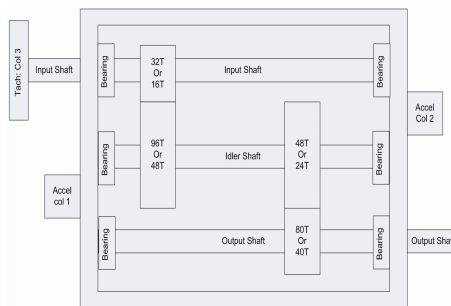 Tach: Col 3
Input Shaft
Bearing
32T
Or
16T
Input Shaft
Bearing
Accel
Col 2
Bearing
96T
Or
48T
Idler Shaft
48T
Or
24T
Bearing
Accel
col 1
Bearing
Output Shaft
80T
Or
40T
Bearing
Output Shaf